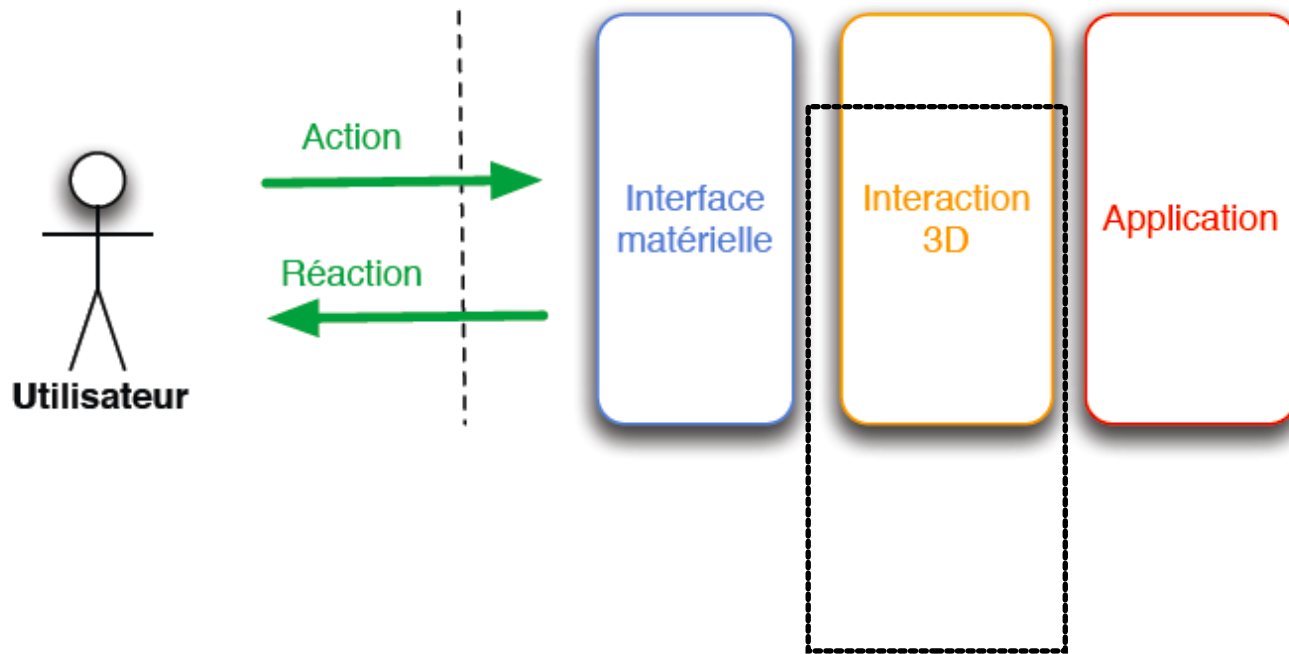 Action
Réaction
Utilisateur
Interface
matérielle
Interaction
3D
Application